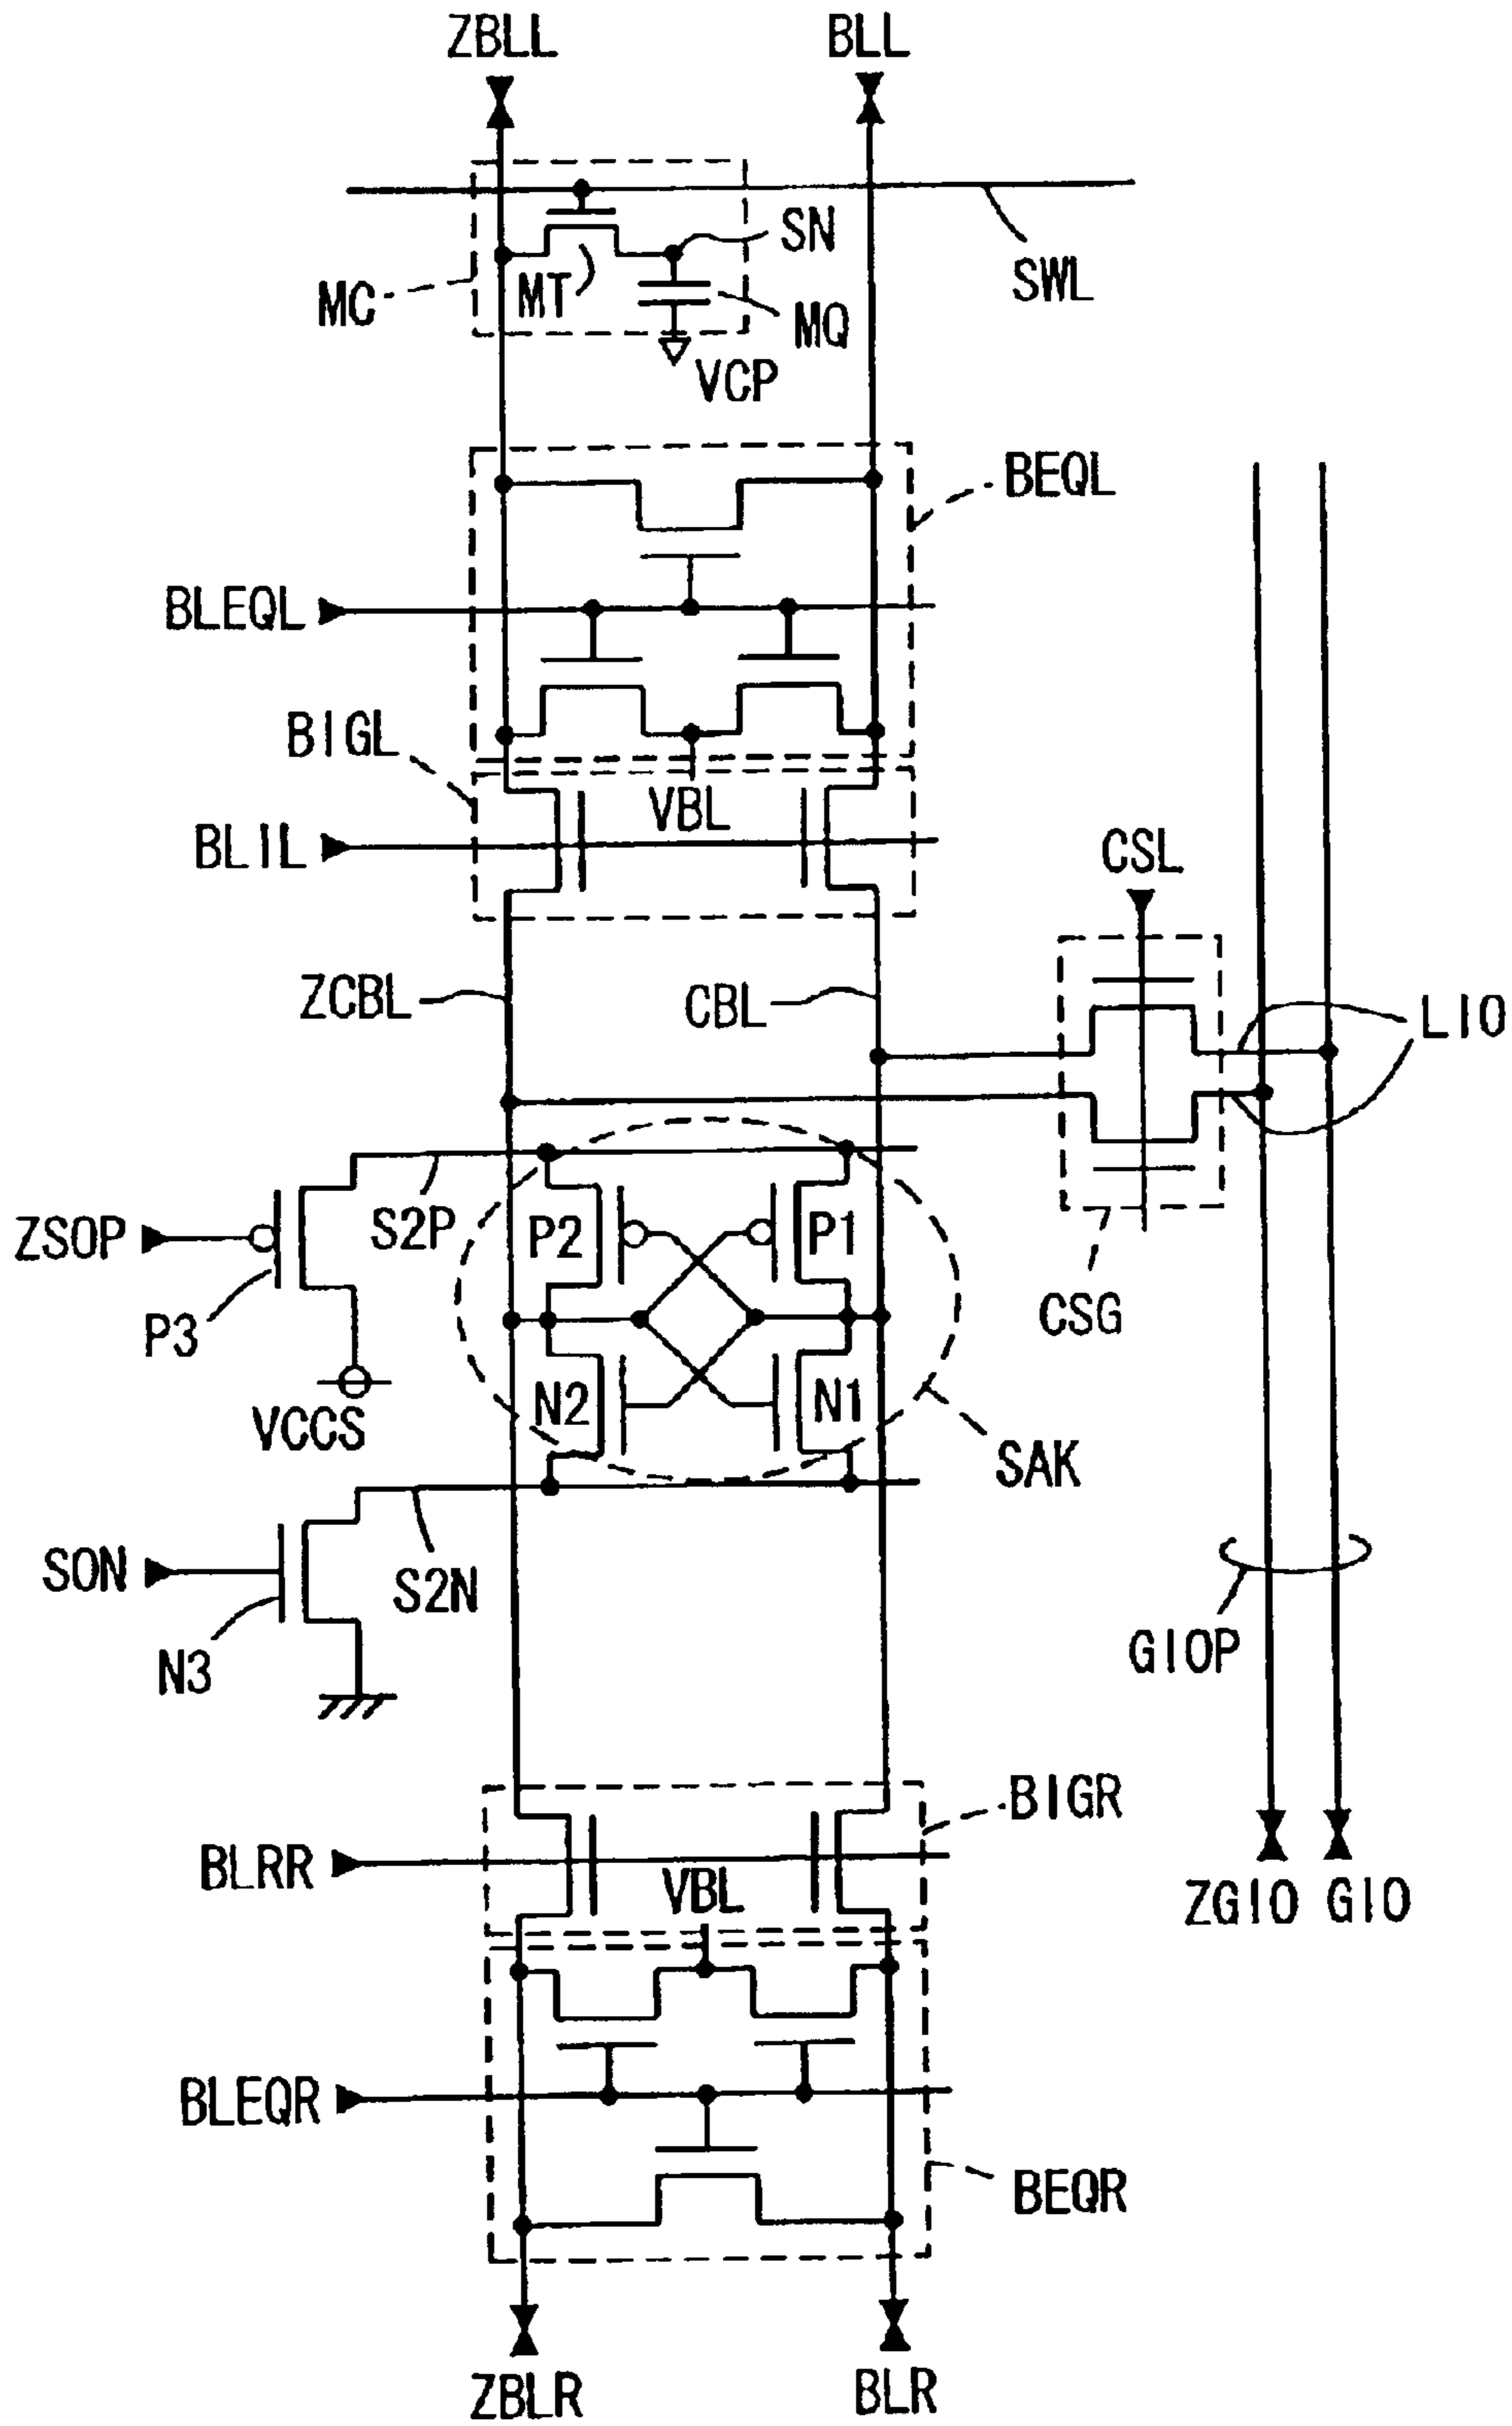 ZBLL
BLL
SN
SWL
MC
MT
MQ
VCP
BEQL
BLEQL
BIGL
VBL
BLIL
CSL
ZCBL
CBL
LIO
ZSOP
S2P
P2
P1
P3
CSG
VCCS
N2
N1
SAK
SON
S2N
N3
GIOP
BIGR
BLRR
VBL
ZGIO
GIO
BLEQR
BEQR
ZBLR
BLR